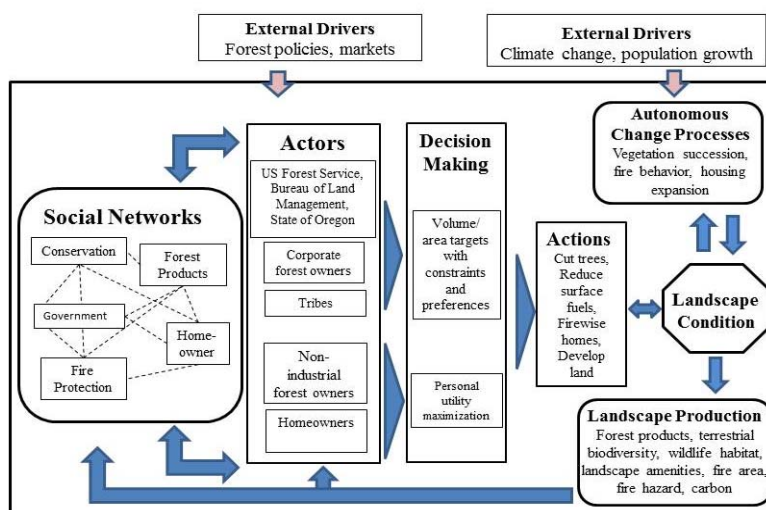 External Drivers
Forest policies, markets
External Drivers
Climate change, population growth
Social Networks
Conservation
Forest
Products
Government
Home-
owner
Fire
Protection
Actors
US Forest Service,
Bureau of Land
Management,
State of Oregon
Corporate
forest owners
Tribes
Non-
industrial
forest owners
Homeowners
Decision
Making
Volume/
area targets
with
constraints
and
preferences
Personal
utility
maximization
Actions
Cut trees,
Reduce
surface
fuels,
Firewise
homes,
Develop
land
Autonomous
Change Processes
Vegetation succession,
fire behavior, housing
expansion
Landscape
Condition
Landscape Production
Forest products, terrestrial
biodiversity, wildlife habitat,
landscape amenities, fire area,
fire hazard, carbon